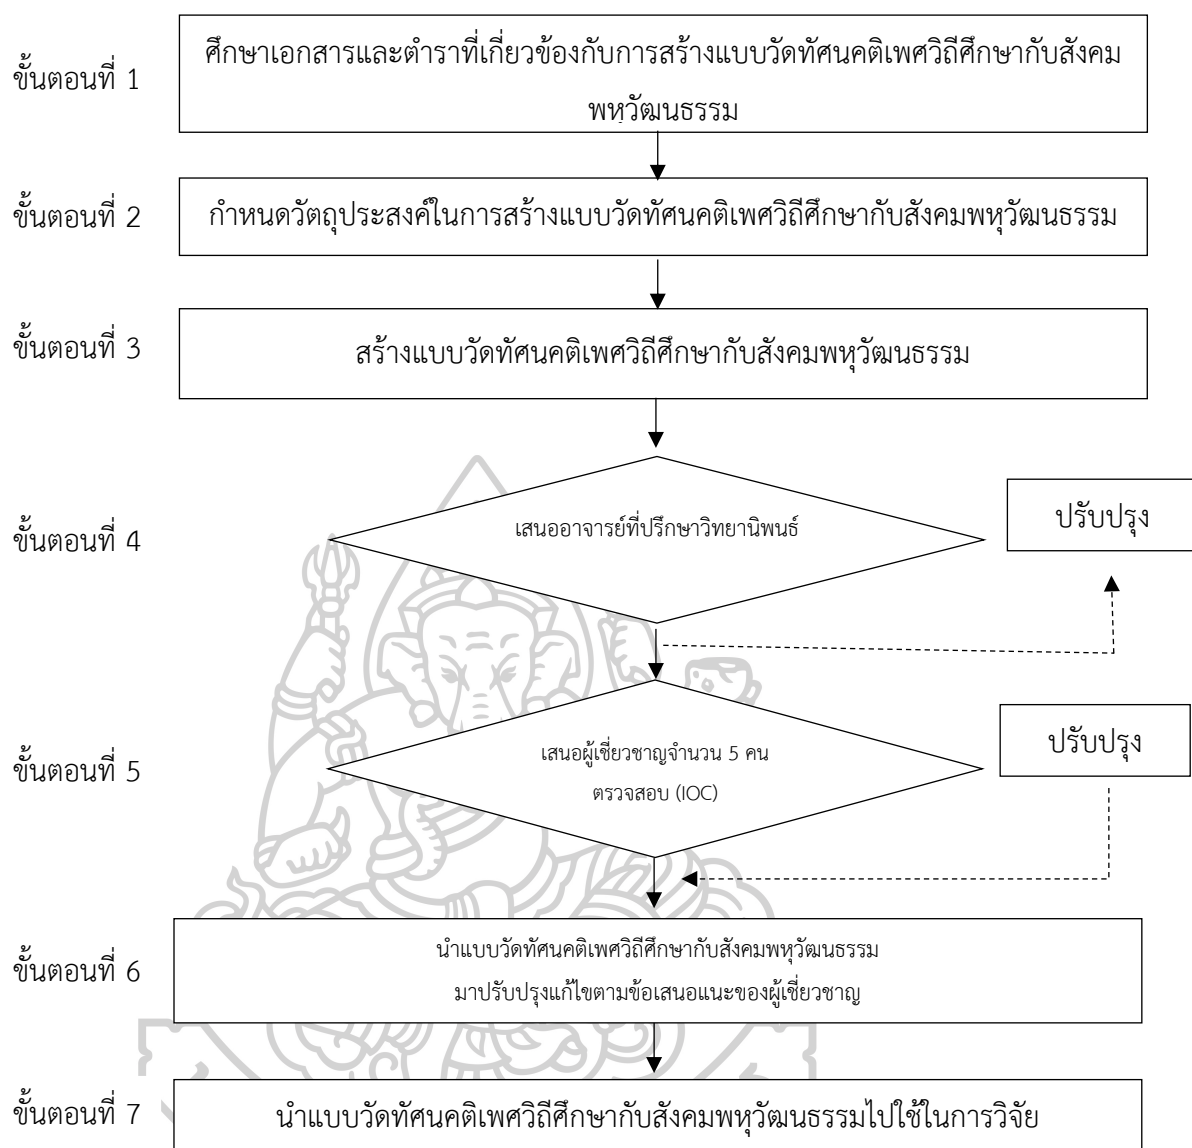 ขั้นตอนที่ 1
ศึกษาเอกสารและตำราที่เกี่ยวข้องกับการสร้างแบบวัดทัศนคติเพศวิถีศึกษากับสังคม
พหุวัฒนธรรม
ขั้นตอนที่ 2
กำหนดวัตถุประสงค์ในการสร้างแบบวัดทัศนคติเพศวิถีศึกษากับสังคมพหุวัฒนธรรม
ขั้นตอนที่ 3
สร้างแบบวัดทัศนคติเพศวิถีศึกษากับสังคมพหุวัฒนธรรม
ขั้นตอนที่ 4
เสนออาจารย์ที่ปรึกษาวิทยานิพนธ์
ปรับปรุง
ขั้นตอนที่ 5
เสนอผู้เชี่ยวชาญจำนวน 5 คน
ตรวจสอบ (IOC)
ปรับปรุง
ขั้นตอนที่ 6
นำแบบวัดทัศนคติเพศวิถีศึกษากับสังคมพหุวัฒนธรรม
มาปรับปรุงแก้ไขตามข้อเสนอแนะของผู้เชี่ยวชาญ
ขั้นตอนที่ 7
นำแบบวัดทัศนคติเพศวิถีศึกษากับสังคมพหุวัฒนธรรมไปใช้ในการวิจัย